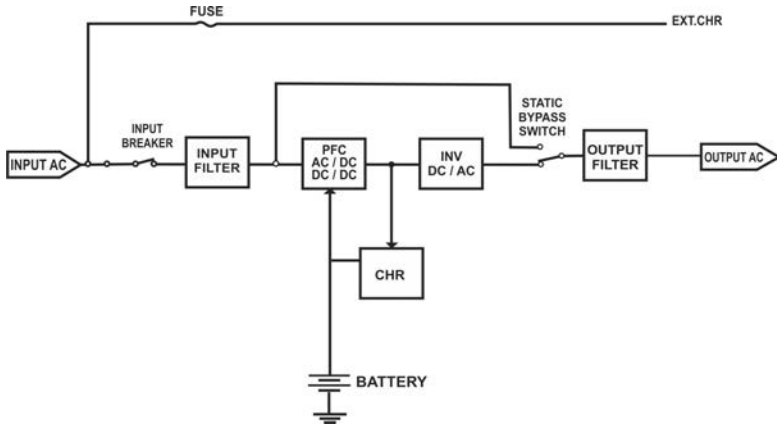 FUSE
EXT.CHR
STATIC
BYPASS
SWITCH
INPUT
BREAKER
INPUT AC
INPUT
FILTER
PFC
AC / DC
DC / DC
INV
DC / AC
OUTPUT
FILTER
OUTPUT AC
CHR
BATTERY